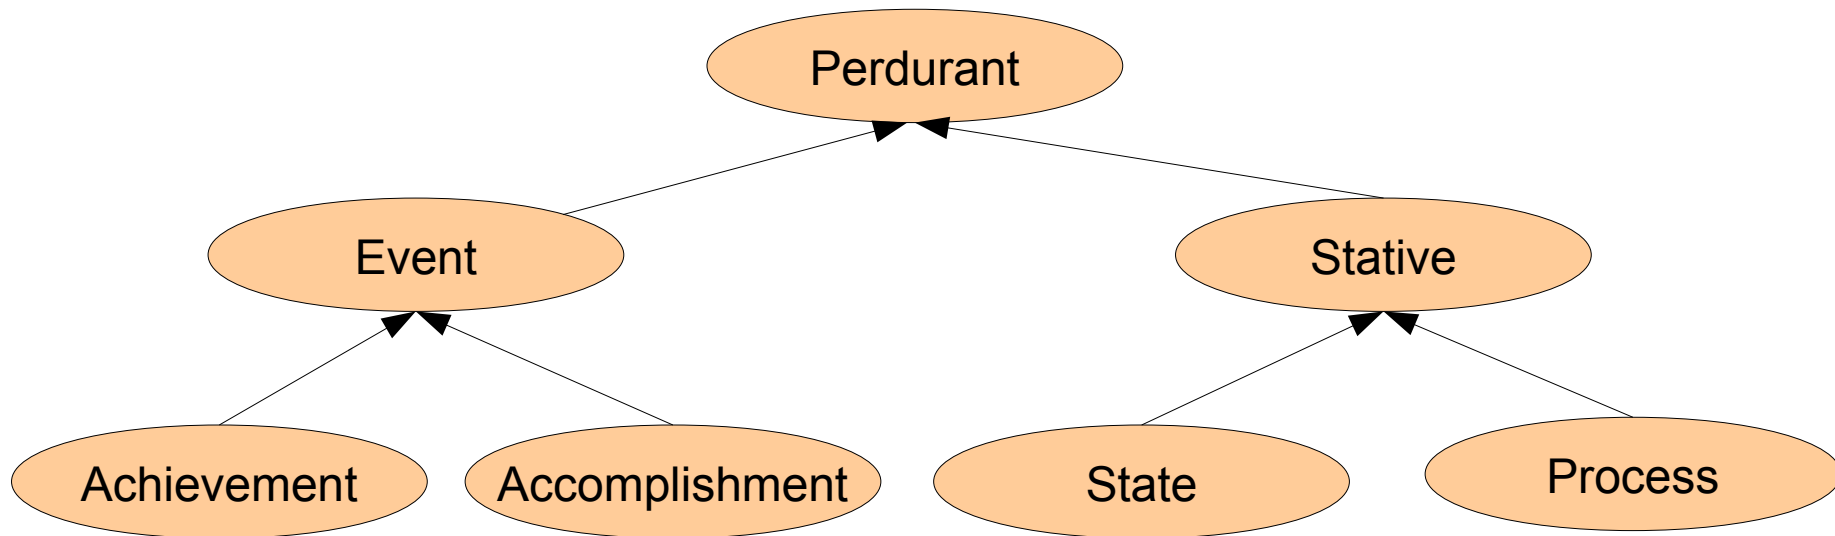 Perdurant
Event
Stative
Achievement
Accomplishment
State
Process